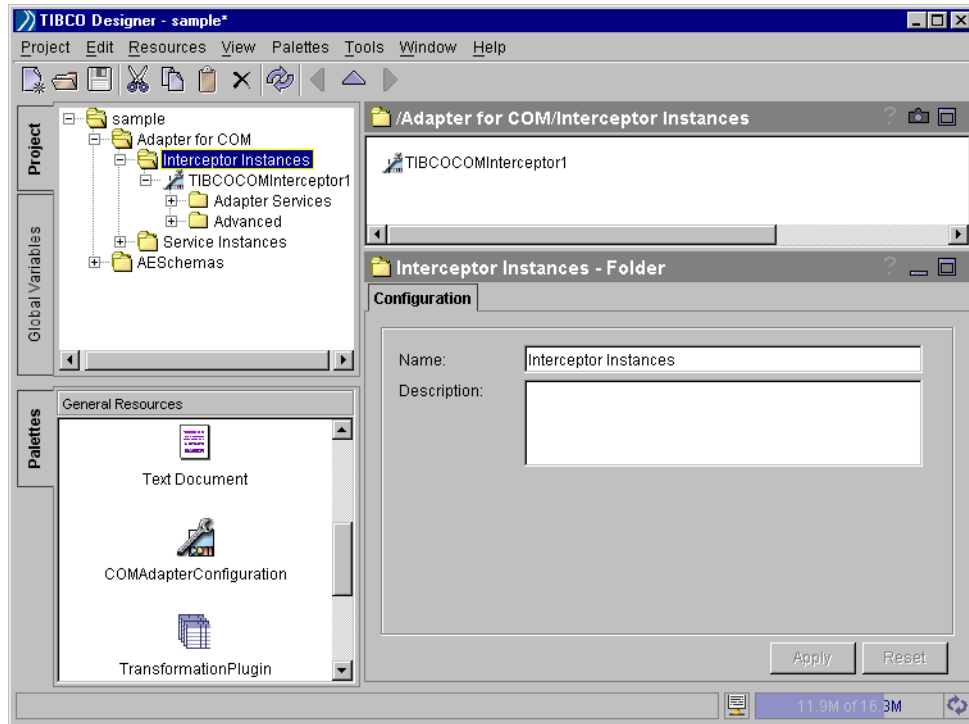 TIBCO Designer - sample*
Project Edit Resources View Palettes Tools Window Help
Project
Global Variables
sample
Adapter for COM
Interceptor Instances
TIBCOCOMInterceptor1
Adapter Services
Advanced
Service Instances
AESchemas
/Adapter for COM/Interceptor Instances
TIBCOCOMInterceptor1
Interceptor Instances - Folder
Configuration
Name: Interceptor Instances
Description:
Palettes
General Resources
Text Document
COMAdapterConfiguration
TransformationPlugin
Apply Reset
11.9M of 16.3M